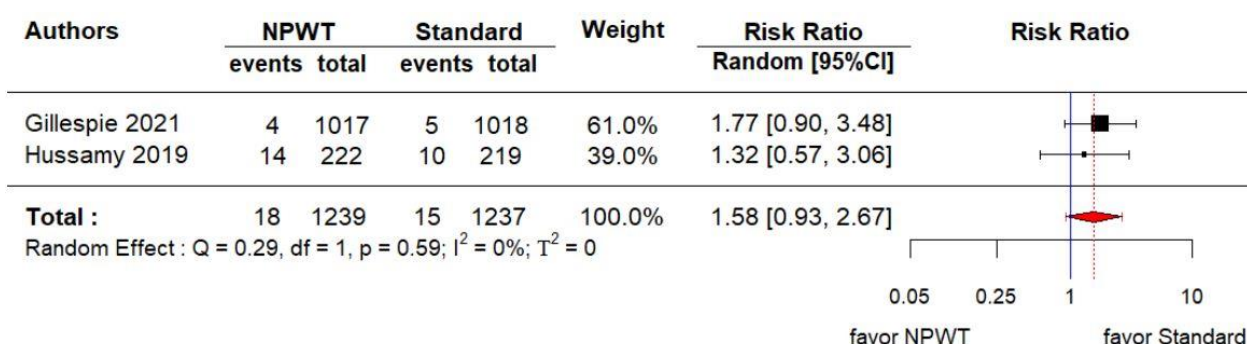 Authors NPWT Standard Weight Risk Ratio Risk Ratio
events total events total Random [95%CI]
Gillespie 2021 4 1017 5 1018 61.0% 1.77 [0.90, 3.48]
Hussamy 2019 14 222 10 219 39.0% 1.32 [0.57, 3.06]
Total : 18 1239 15 1237 100.0% 1.58 [0.93, 2.67]
Random Effect : Q = 0.29, df = 1, p = 0.59; I² = 0%; T² = 0
0.05 0.25 1 10
favor NPWT favor Standard